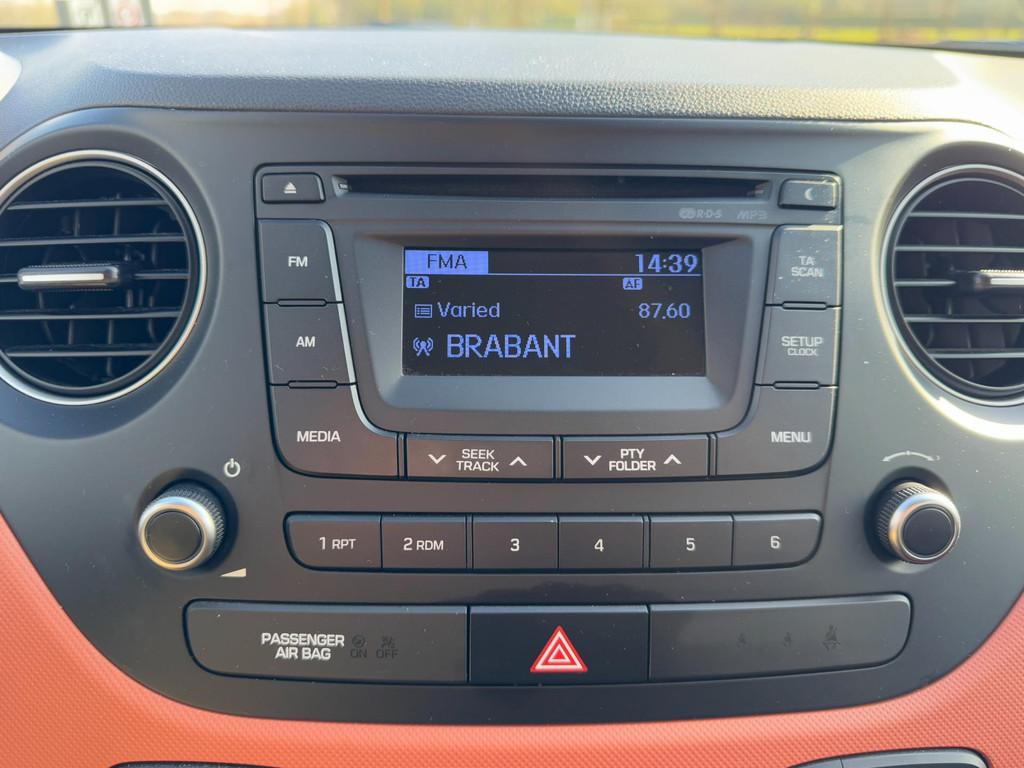 R·D·S MP3
FM
FMA 14:39
TA AF
TA
SCAN
Varied 87.60
AM
BRABANT
SETUP
CLOCK
MEDIA
SEEK
TRACK
PTY
FOLDER
MENU
1 RPT
2 RDM
3
4
5
6
PASSENGER
AIR BAG
ON
OFF